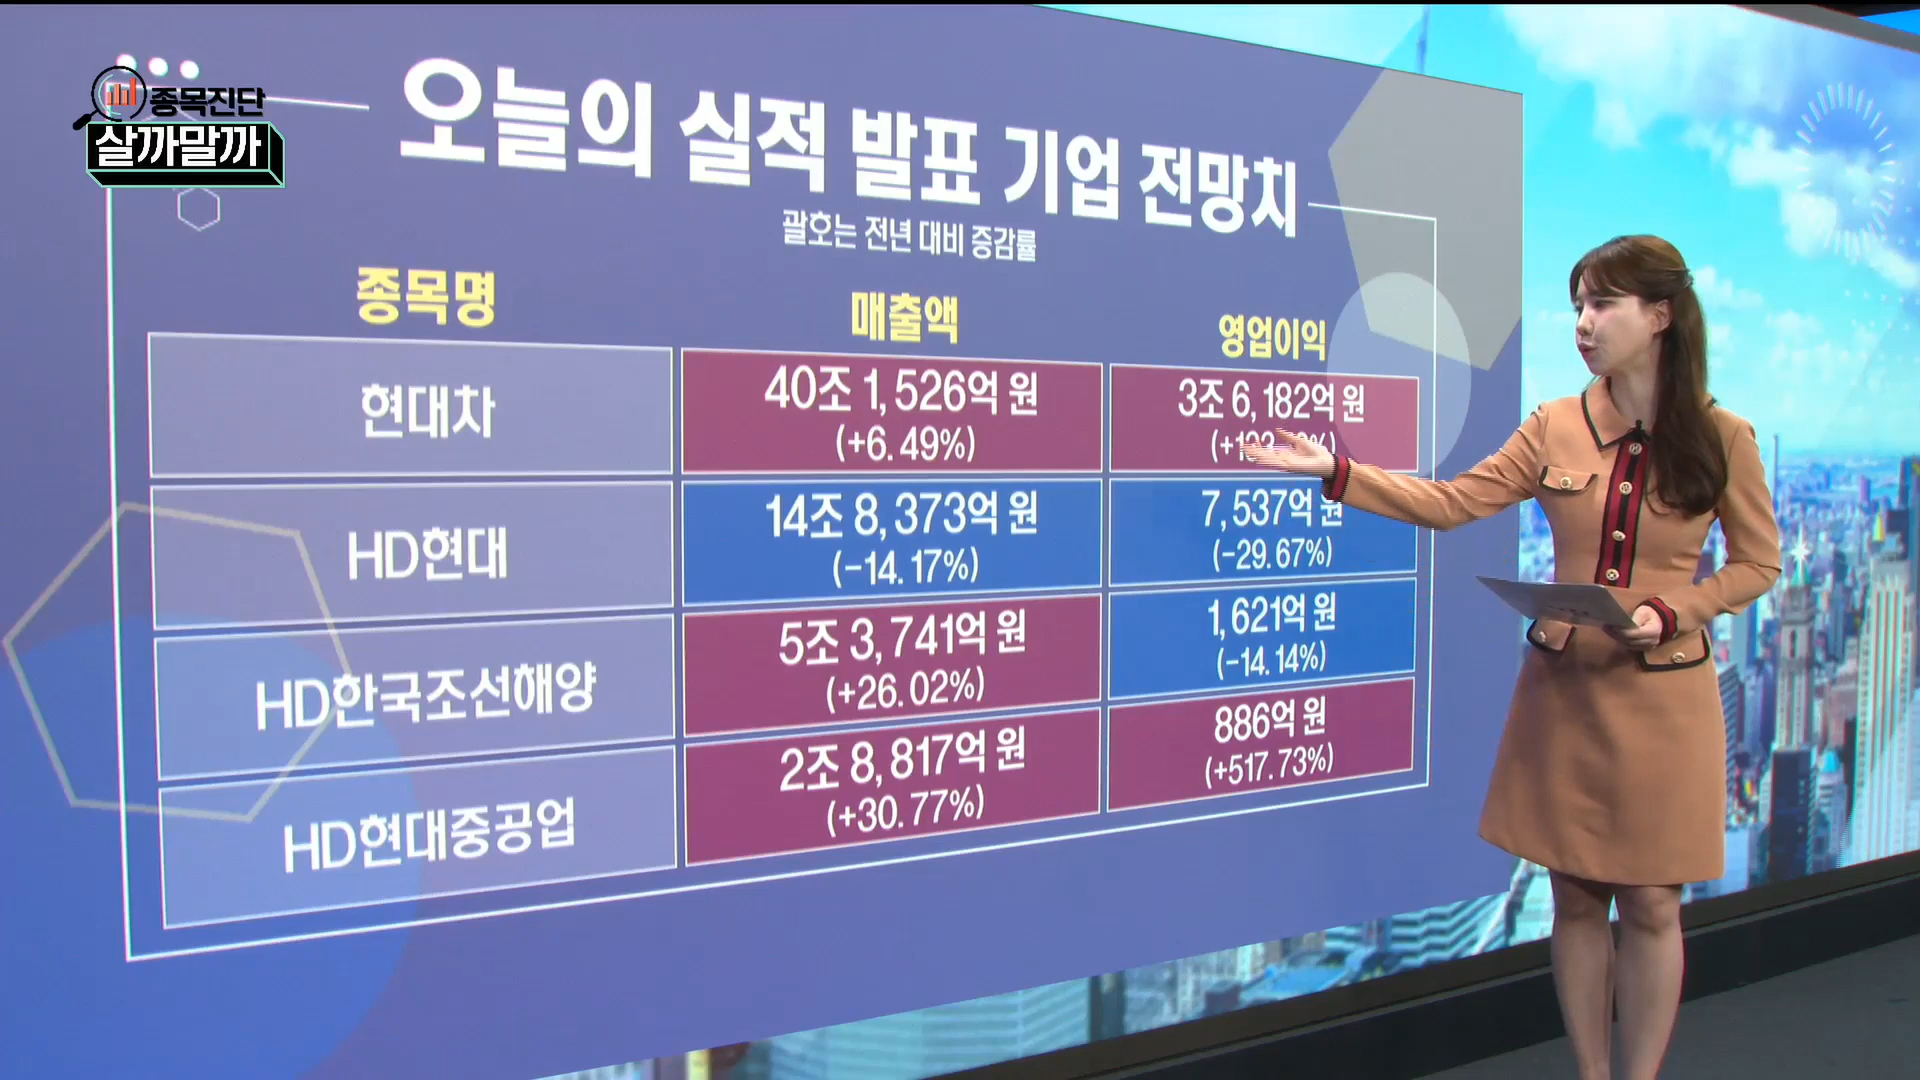 종목진단
살까말까
오늘의 실적 발표 기업 전망치
괄호는 전년 대비 증감률
종목명 매출액 영업이익
현대차 40조 1,526억 원 3조 6,182억 원
(+6.49%)
HD현대 14조 8,373억 원 7,537억 원
(-14.17%) (-29.67%)
HD한국조선해양 5조 3,741억 원 1,621억 원
(+26.02%) (-14.14%)
HD현대중공업 2조 8,817억 원 886억 원
(+30.77%) (+517.73%)